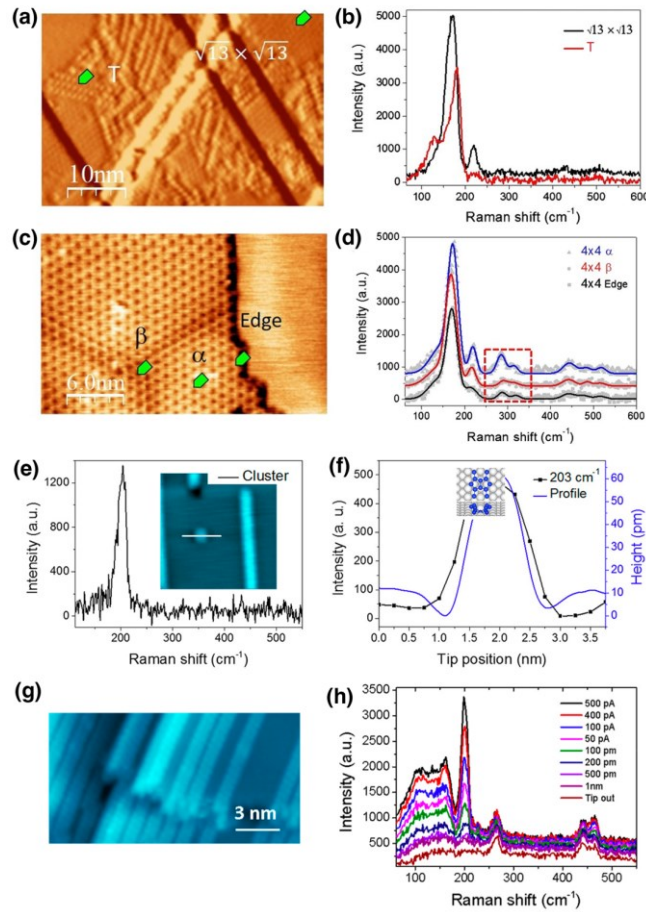 (a)
T
√13 × √13
10nm
(b)
Intensity (a.u.)
5000
4000
3000
2000
1000
0
√13 × √13
T
100
200
300
400
500
600
Raman shift (cm⁻¹)
(c)
β
α
Edge
6.0nm
(d)
Intensity (a.u.)
5000
4000
3000
2000
1000
0
4x4 α
4x4 β
4x4 Edge
100
200
300
400
500
600
Raman shift (cm⁻¹)
(e)
Intensity (a.u.)
1200
800
400
0
Cluster
200
300
400
500
Raman shift (cm⁻¹)
(f)
Intensity (a.u.)
500
400
300
200
100
0
203 cm⁻¹
Profile
60
50
40
30
20
10
0
Height (pm)
0.0
0.5
1.0
1.5
2.0
2.5
3.0
3.5
Tip position (nm)
(g)
3 nm
(h)
Intensity (a.u.)
3500
3000
2500
2000
1500
1000
500
500 pA
400 pA
100 pA
50 pA
100 pm
200 pm
500 pm
1nm
Tip out
100
200
300
400
500
Raman shift (cm⁻¹)